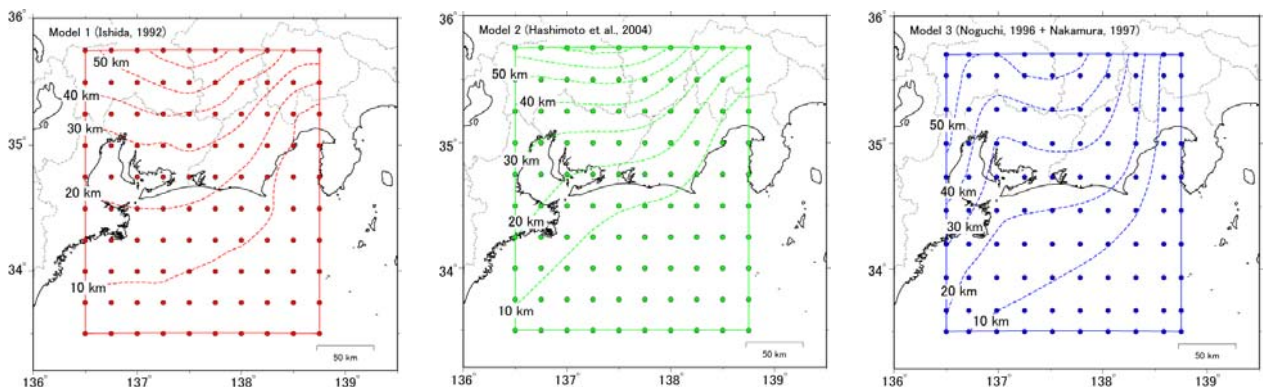 36°
Model 1 (Ishida, 1992)
50 km
40 km
30 km
35°
20 km
34°
10 km
50 km
136°
137°
138°
139°
36°
Model 2 (Hashimoto et al., 2004)
50 km
40 km
35°
30 km
20 km
34°
10 km
50 km
136°
137°
138°
139°
36°
Model 3 (Noguchi, 1996 + Nakamura, 1997)
50 km
35°
40 km
30 km
34°
20 km
10 km
50 km
136°
137°
138°
139°